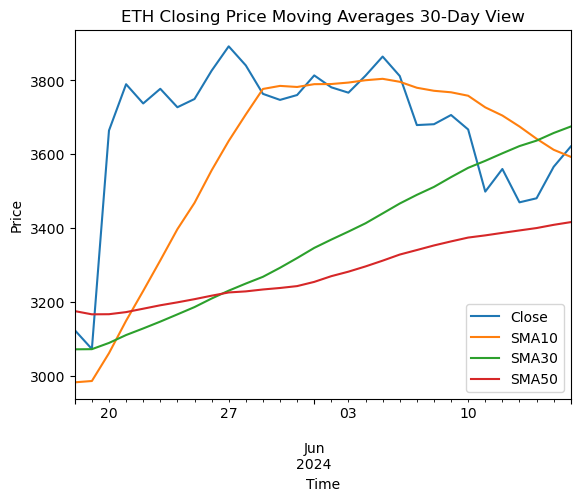 ETH Closing Price Moving Averages 30-Day View
Price
3800
3600
3400
3200
3000
Close
SMA10
SMA30
SMA50
20
27
03
10
Jun
2024
Time